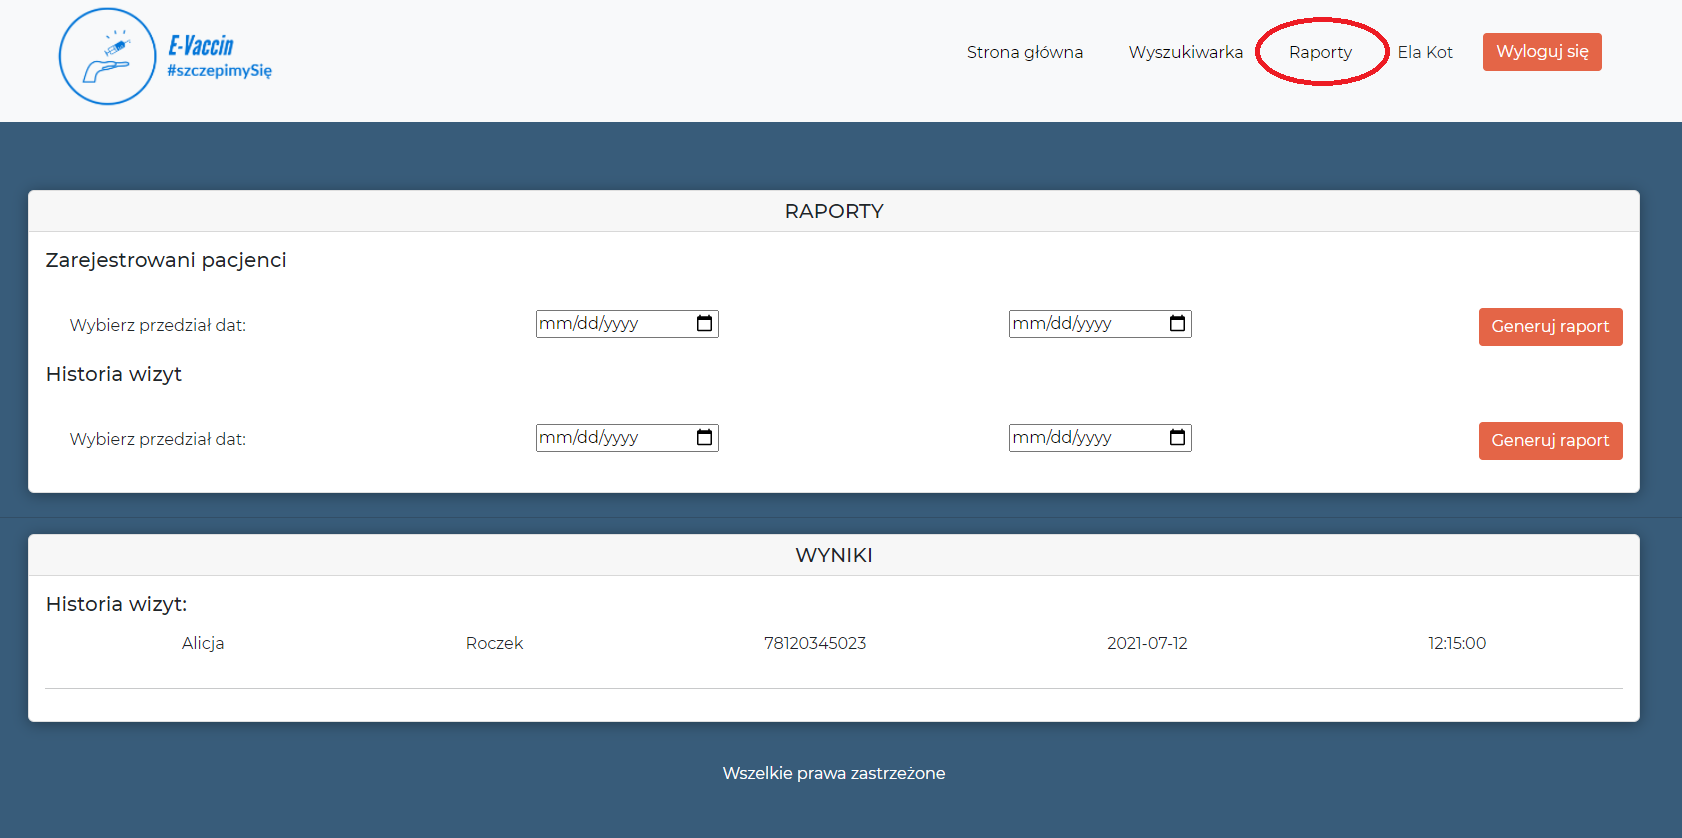 E-Vaccin
#szczepimySię
Strona główna Wyszukiwarka Raporty Ela Kot Wyloguj się
RAPORTY
Zarejestrowani pacjenci
Wybierz przedział dat: mm/dd/yyyy mm/dd/yyyy Generuj raport
Historia wizyt
Wybierz przedział dat: mm/dd/yyyy mm/dd/yyyy Generuj raport
WYNIKI
Historia wizyt:
Alicja Roczek 78120345023 2021-07-12 12:15:00
Wszelkie prawa zastrzeżone